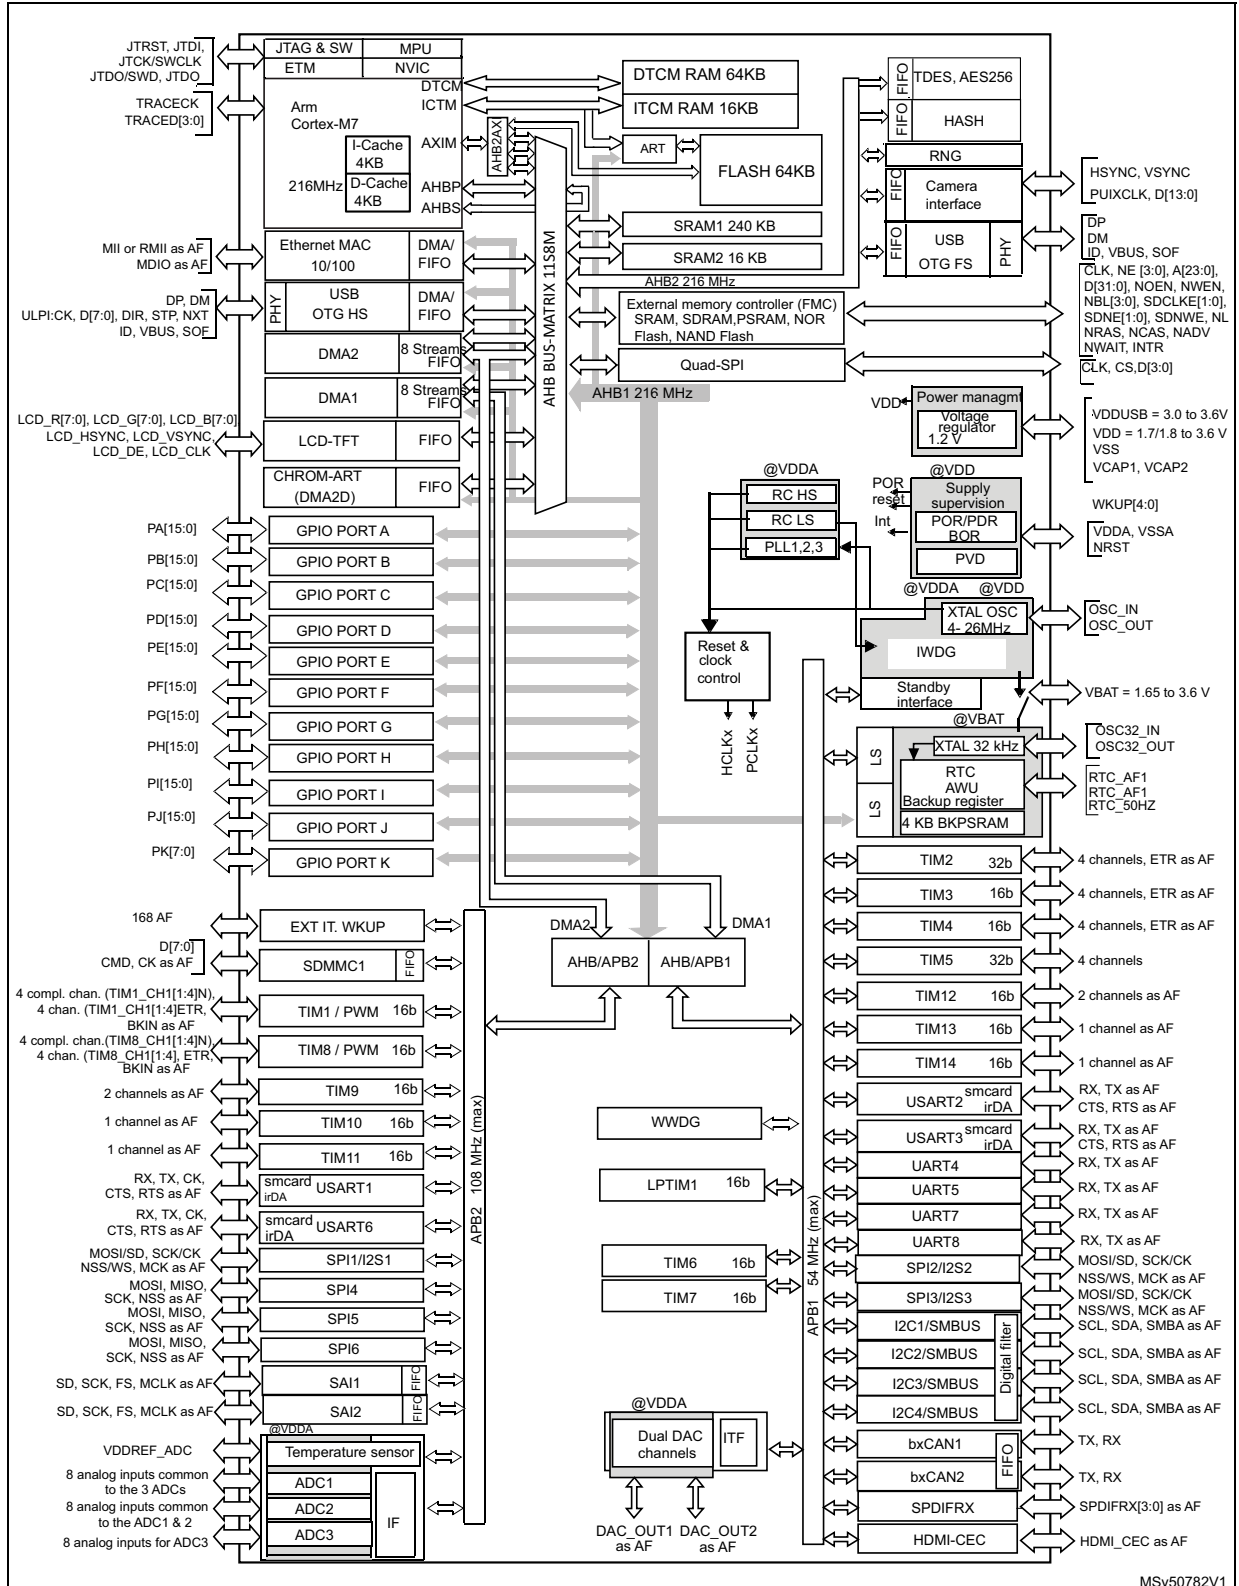 JTRST, JTDI,
JTCK/SWCLK
JTDO/SWD, JTDO
TRACECK
TRACED[3:0]
JTAG & SW
MPU
ETM
NVIC
DTCM
ICTM
Arm
Cortex-M7
AXIM
I-Cache
4KB
216MHz
D-Cache
4KB
AHBP
AHBS
AHB2AXI
DTCM RAM 64KB
ITCM RAM 16KB
ART
FLASH 64KB
SRAM1 240 KB
SRAM2 16 KB
AHB2 216 MHz
External memory controller (FMC)
SRAM, SDRAM,PSRAM, NOR
Flash, NAND Flash
Quad-SPI
AHB1 216 MHz
AHB BUS-MATRIX 11S8M
FIFO
TDES, AES256
FIFO
HASH
RNG
FIFO
Camera
interface
FIFO
USB
OTG FS
PHY
HSYNC, VSYNC
PUIXCLK, D[13:0]
DP
DM
ID, VBUS, SOF
CLK, NE [3:0], A[23:0],
D[31:0], NOEN, NWEN,
NBL[3:0], SDCLKE[1:0],
SDNE[1:0], SDNWE, NL
NRAS, NCAS, NADV
NWAIT, INTR
CLK, CS,D[3:0]
MII or RMII as AF
MDIO as AF
Ethernet MAC
10/100
DMA/
FIFO
DP, DM
ULPI:CK, D[7:0], DIR, STP, NXT
ID, VBUS, SOF
PHY
USB
OTG HS
DMA/
FIFO
DMA2
8 Streams
FIFO
DMA1
8 Streams
FIFO
LCD_R[7:0], LCD_G[7:0], LCD_B[7:0],
LCD_HSYNC, LCD_VSYNC,
LCD_DE, LCD_CLK
LCD-TFT
FIFO
CHROM-ART
(DMA2D)
FIFO
VDD
Power managmt
Voltage
regulator
1.2 V
VDDUSB = 3.0 to 3.6V
VDD = 1.7/1.8 to 3.6 V
VSS
VCAP1, VCAP2
@VDDA
RC HS
RC LS
PLL1,2,3
@VDD
POR
reset
Int
Supply
supervision
POR/PDR
BOR
PVD
WKUP[4:0]
VDDA, VSSA
NRST
@VDDA
@VDD
XTAL OSC
4- 26MHz
IWDG
OSC_IN
OSC_OUT
Reset &
clock
control
HCLKx
PCLKx
Standby
interface
VBAT = 1.65 to 3.6 V
@VBAT
LS
LS
XTAL 32 kHz
RTC
AWU
Backup register
4 KB BKPSRAM
OSC32_IN
OSC32_OUT
RTC_AF1
RTC_AF1
RTC_50HZ
PA[15:0]
GPIO PORT A
PB[15:0]
GPIO PORT B
PC[15:0]
GPIO PORT C
PD[15:0]
GPIO PORT D
PE[15:0]
GPIO PORT E
PF[15:0]
GPIO PORT F
PG[15:0]
GPIO PORT G
PH[15:0]
GPIO PORT H
PI[15:0]
GPIO PORT I
PJ[15:0]
GPIO PORT J
PK[7:0]
GPIO PORT K
DMA2
DMA1
AHB/APB2
AHB/APB1
168 AF
EXT IT. WKUP
D[7:0]
CMD, CK as AF
SDMMC1
FIFO
4 compl. chan. (TIM1_CH1[1:4]N),
4 chan. (TIM1_CH1[1:4]ETR,
BKIN as AF
TIM1 / PWM
16b
4 compl. chan.(TIM8_CH1[1:4]N),
4 chan. (TIM8_CH1[1:4], ETR,
BKIN as AF
TIM8 / PWM
16b
2 channels as AF
TIM9
16b
1 channel as AF
TIM10
16b
1 channel as AF
TIM11
16b
RX, TX, CK,
CTS, RTS as AF
smcard
irDA
USART1
RX, TX, CK,
CTS, RTS as AF
smcard
irDA
USART6
MOSI/SD, SCK/CK
NSS/WS, MCK as AF
SPI1/I2S1
MOSI, MISO,
SCK, NSS as AF
SPI4
MOSI, MISO,
SCK, NSS as AF
SPI5
MOSI, MISO,
SCK, NSS as AF
SPI6
SD, SCK, FS, MCLK as AF
SAI1
FIFO
SD, SCK, FS, MCLK as AF
SAI2
FIFO
@VDDA
VDDREF_ADC
Temperature sensor
8 analog inputs common
to the 3 ADCs
ADC1
8 analog inputs common
to the ADC1 & 2
ADC2
8 analog inputs for ADC3
ADC3
IF
APB2 108 MHz (max)
WWDG
LPTIM1
16b
TIM6
16b
TIM7
16b
@VDDA
Dual DAC
channels
ITF
DAC_OUT1
as AF
DAC_OUT2
as AF
APB1 54 MHz (max)
TIM2
32b
4 channels, ETR as AF
TIM3
16b
4 channels, ETR as AF
TIM4
16b
4 channels, ETR as AF
TIM5
32b
4 channels
TIM12
16b
2 channels as AF
TIM13
16b
1 channel as AF
TIM14
16b
1 channel as AF
USART2
smcard
irDA
RX, TX as AF
CTS, RTS as AF
USART3
smcard
irDA
RX, TX as AF
CTS, RTS as AF
UART4
RX, TX as AF
UART5
RX, TX as AF
UART7
RX, TX as AF
UART8
RX, TX as AF
SPI2/I2S2
MOSI/SD, SCK/CK
NSS/WS, MCK as AF
SPI3/I2S3
MOSI/SD, SCK/CK
NSS/WS, MCK as AF
I2C1/SMBUS
SCL, SDA, SMBA as AF
I2C2/SMBUS
SCL, SDA, SMBA as AF
I2C3/SMBUS
SCL, SDA, SMBA as AF
I2C4/SMBUS
SCL, SDA, SMBA as AF
Digital filter
bxCAN1
TX, RX
bxCAN2
TX, RX
FIFO
SPDIFRX
SPDIFRX[3:0] as AF
HDMI-CEC
HDMI_CEC as AF
MSv50782V1